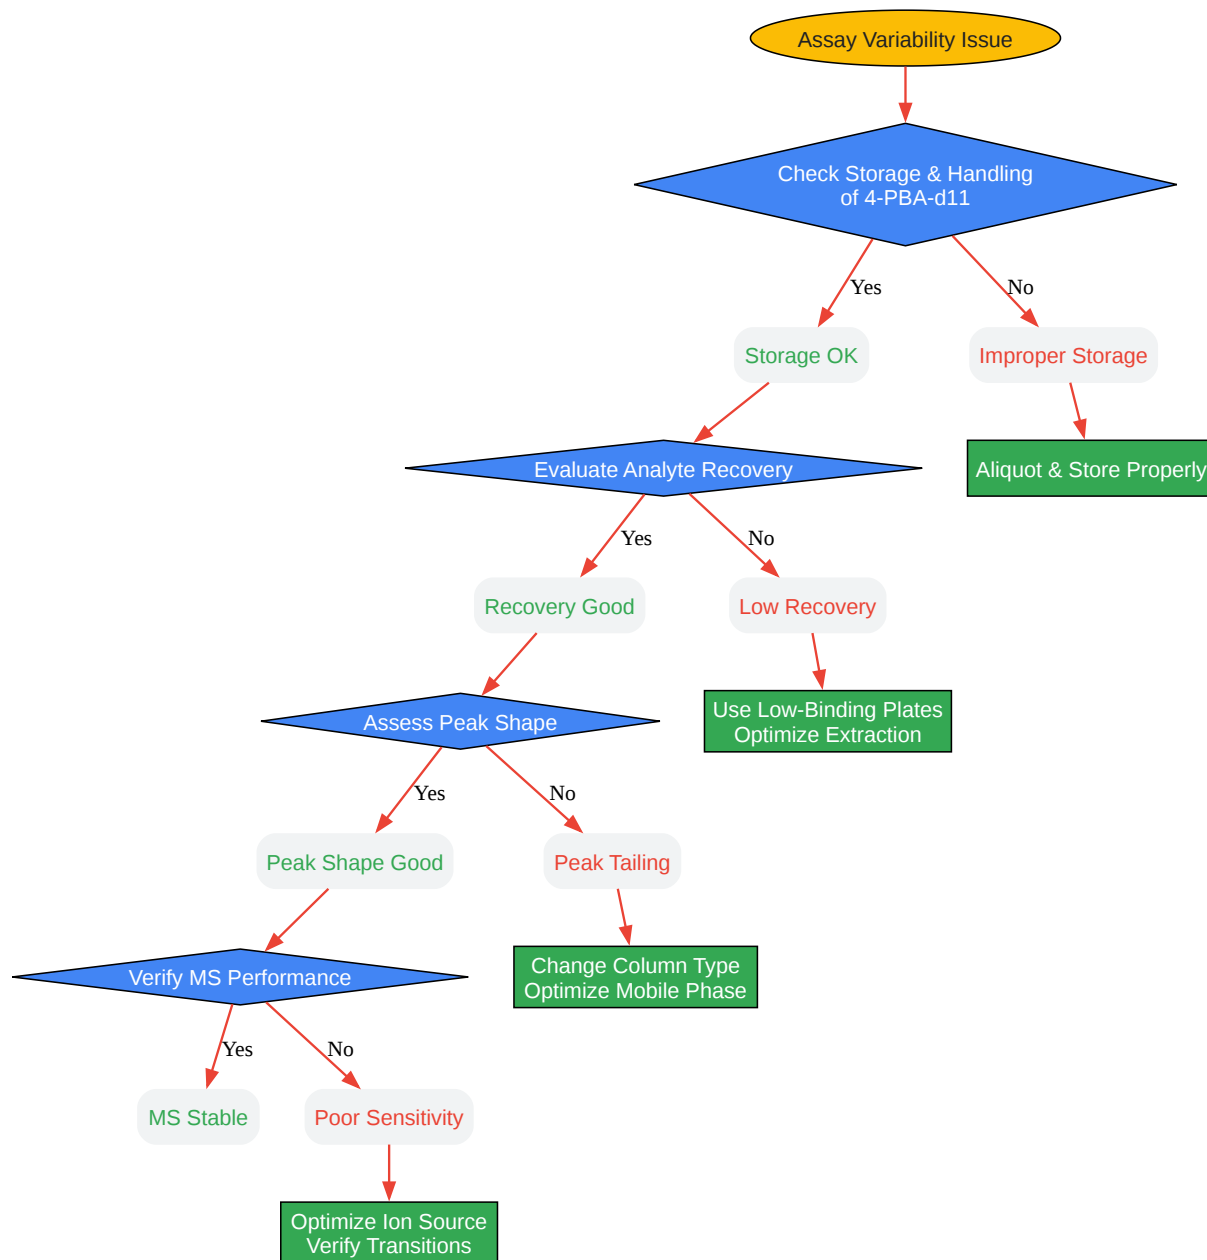 Assay Variability Issue
Check Storage & Handling
of 4-PBA-d11
Yes
No
Storage OK
Improper Storage
Evaluate Analyte Recovery
Aliquot & Store Properly
Yes
No
Recovery Good
Low Recovery
Assess Peak Shape
Use Low-Binding Plates
Optimize Extraction
Yes
No
Peak Shape Good
Peak Tailing
Verify MS Performance
Change Column Type
Optimize Mobile Phase
Yes
No
MS Stable
Poor Sensitivity
Optimize Ion Source
Verify Transitions